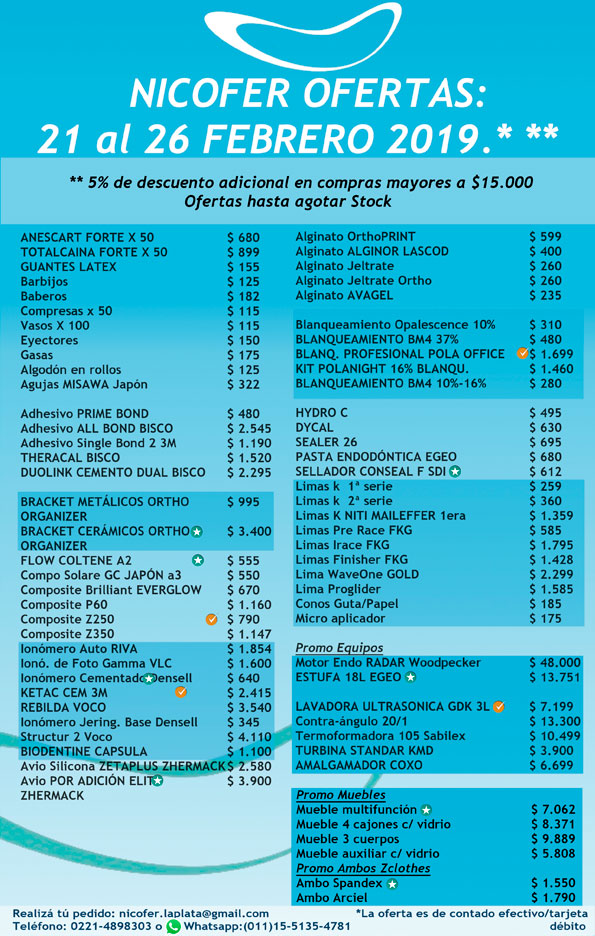 NICOFER OFERTAS:
21 al 26 FEBRERO 2019.* **
** 5% de descuento adicional en compras mayores a $15.000
Ofertas hasta agotar Stock
ANESCART FORTE X 50 $ 680
TOTALCAINA FORTE X 50 $ 899
GUANTES LATEX $ 155
Barbijos $ 125
Baberos $ 182
Compresas x 50 $ 115
Vasos X 100 $ 115
Eyectores $ 150
Gasas $ 175
Algodón en rollos $ 125
Agujas MISAWA Japón $ 322
Adhesivo PRIME BOND $ 480
Adhesivo ALL BOND BISCO $ 2.545
Adhesivo Single Bond 2 3M $ 1.190
THERACAL BISCO $ 1.520
DUOLINK CEMENTO DUAL BISCO $ 2.295
BRACKET METÁLICOS ORTHO $ 995
ORGANIZER
BRACKET CERÁMICOS ORTHO $ 3.400
ORGANIZER
FLOW COLTENE A2 $ 555
Compo Solare GC JAPÓN a3 $ 550
Composite Brilliant EVERGLOW $ 670
Composite P60 $ 1.160
Composite Z250 $ 790
Composite Z350 $ 1.147
Ionómero Auto RIVA $ 1.854
Ionó. de Foto Gamma VLC $ 1.600
Ionómero Cementado Densell $ 640
KETAC CEM 3M $ 2.415
REBILDA VOCO $ 3.540
Ionómero Jering. Base Densell $ 345
Structur 2 Voco $ 4.110
BIODENTINE CAPSULA $ 1.100
Avio Silicona ZETAPLUS ZHERMACK $ 2.580
Avio POR ADICIÓN ELIT $ 3.900
ZHERMACK
Alginato OrthoPRINT $ 599
Alginato ALGINOR LASCOD $ 400
Alginato Jeltrate $ 260
Alginato Jeltrate Ortho $ 260
Alginato AVAGEL $ 235
Blanqueamiento Opalescence 10% $ 310
BLANQUEAMIENTO BM4 37% $ 480
BLANQ. PROFESIONAL POLA OFFICE $ 1.699
KIT POLANIGHT 16% BLANQU. $ 1.460
BLANQUEAMIENTO BM4 10%-16% $ 280
HYDRO C $ 495
DYCAL $ 630
SEALER 26 $ 695
PASTA ENDODÓNTICA EGEO $ 680
SELLADOR CONSEAL F SDI $ 612
Limas k 1ª serie $ 259
Limas k 2ª serie $ 360
Limas K NITI MAILEFFER 1era $ 1.359
Limas Pre Race FKG $ 585
Limas Irace FKG $ 1.795
Limas Finisher FKG $ 1.428
Lima WaveOne GOLD $ 2.299
Lima Proglider $ 1.585
Conos Guta/Papel $ 185
Micro aplicador $ 175
Promo Equipos
Motor Endo RADAR Woodpecker $ 48.000
ESTUFA 18L EGEO $ 13.751
LAVADORA ULTRASONICA GDK 3L $ 7.199
Contra-ángulo 20/1 $ 13.300
Termoformadora 105 Sabilex $ 10.499
TURBINA STANDAR KMD $ 3.900
AMALGAMADOR COXO $ 6.699
Promo Muebles
Mueble multifunción $ 7.062
Mueble 4 cajones c/ vidrio $ 8.371
Mueble 3 cuerpos $ 9.889
Mueble auxiliar c/ vidrio $ 5.808
Promo Ambos Zclothes
Ambo Spandex $ 1.550
Ambo Arciel $ 1.790
Realizá tú pedido: nicofer.laplata@gmail.com
Teléfono: 0221-4898303 o Whatsapp:(011)15-5135-4781
*La oferta es de contado efectivo/tarjeta
débito